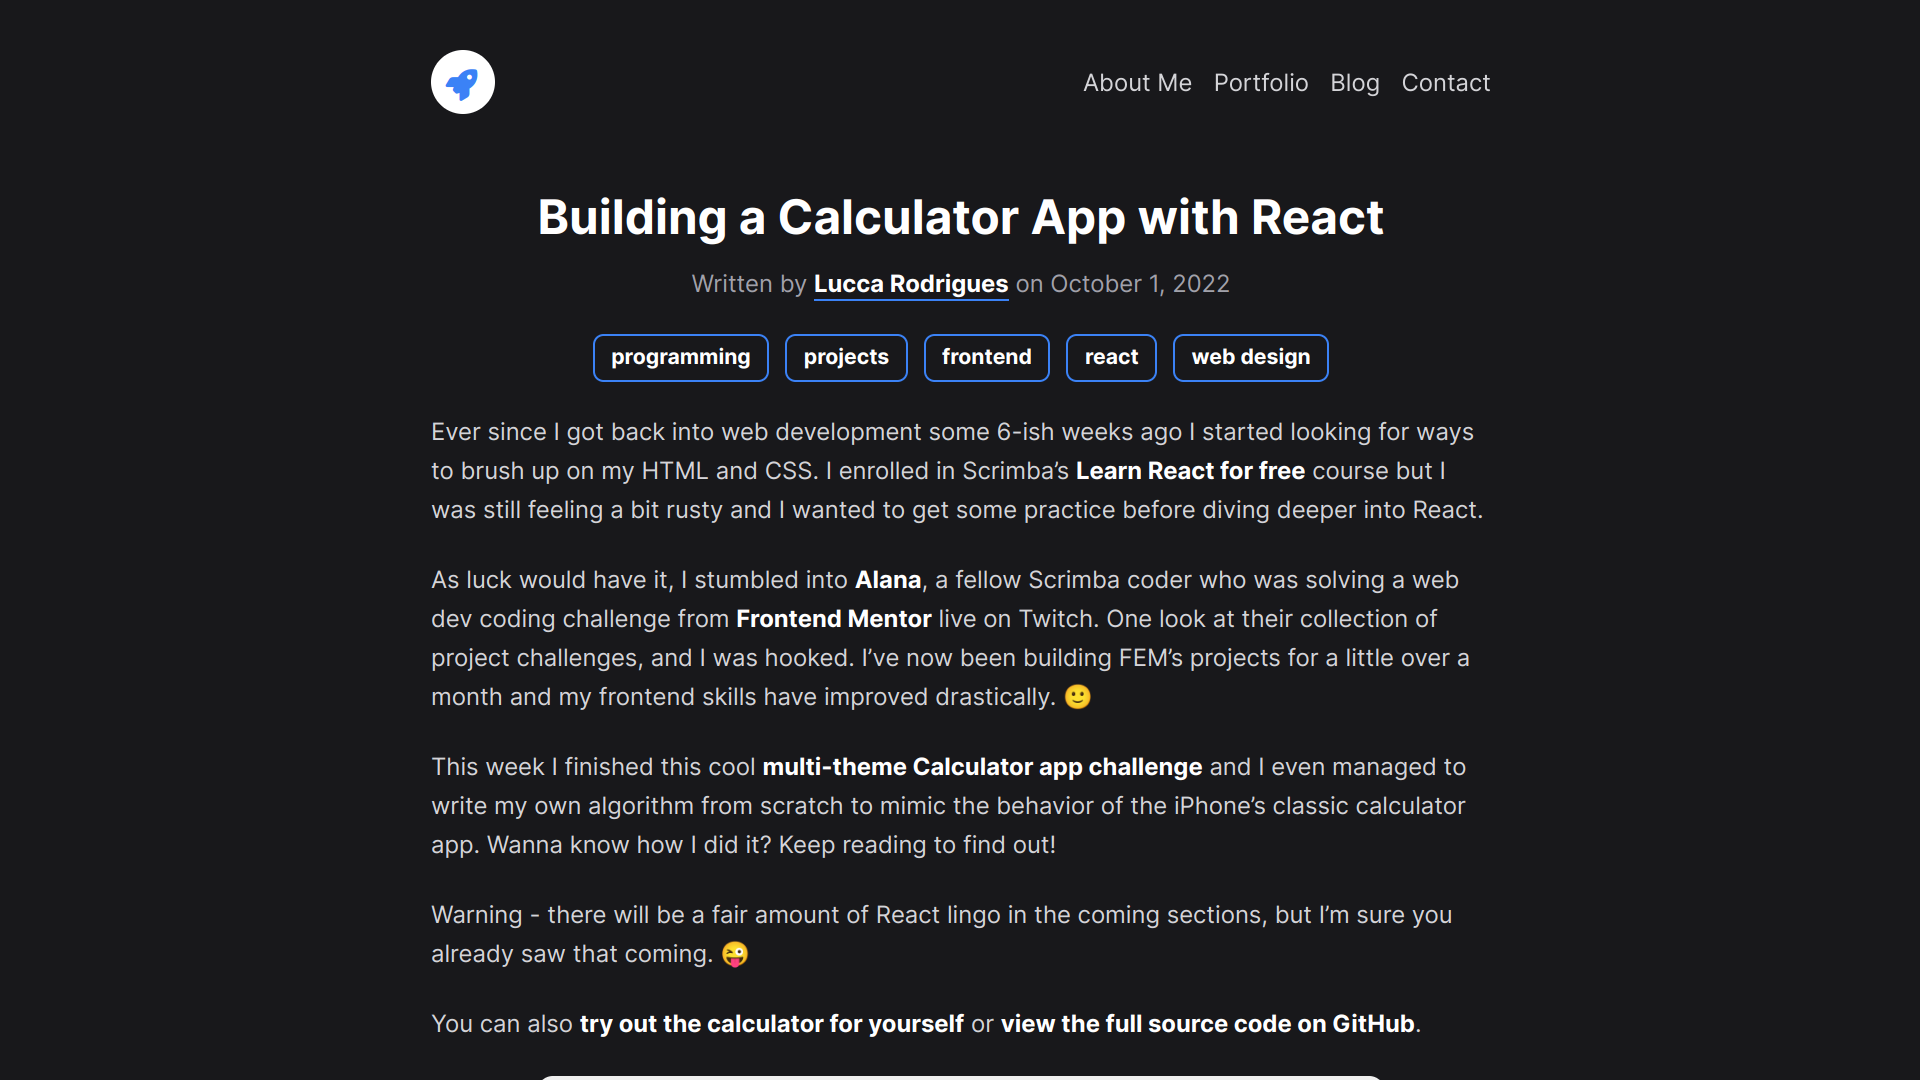 About Me Portfolio Blog Contact
Building a Calculator App with React
Written by Lucca Rodrigues on October 1, 2022
programming projects frontend react web design
Ever since I got back into web development some 6-ish weeks ago I started looking for ways
to brush up on my HTML and CSS. I enrolled in Scrimba’s Learn React for free course but I
was still feeling a bit rusty and I wanted to get some practice before diving deeper into React.
As luck would have it, I stumbled into Alana, a fellow Scrimba coder who was solving a web
dev coding challenge from Frontend Mentor live on Twitch. One look at their collection of
project challenges, and I was hooked. I’ve now been building FEM’s projects for a little over a
month and my frontend skills have improved drastically. 🙂
This week I finished this cool multi-theme Calculator app challenge and I even managed to
write my own algorithm from scratch to mimic the behavior of the iPhone’s classic calculator
app. Wanna know how I did it? Keep reading to find out!
Warning - there will be a fair amount of React lingo in the coming sections, but I’m sure you
already saw that coming. 😜
You can also try out the calculator for yourself or view the full source code on GitHub.